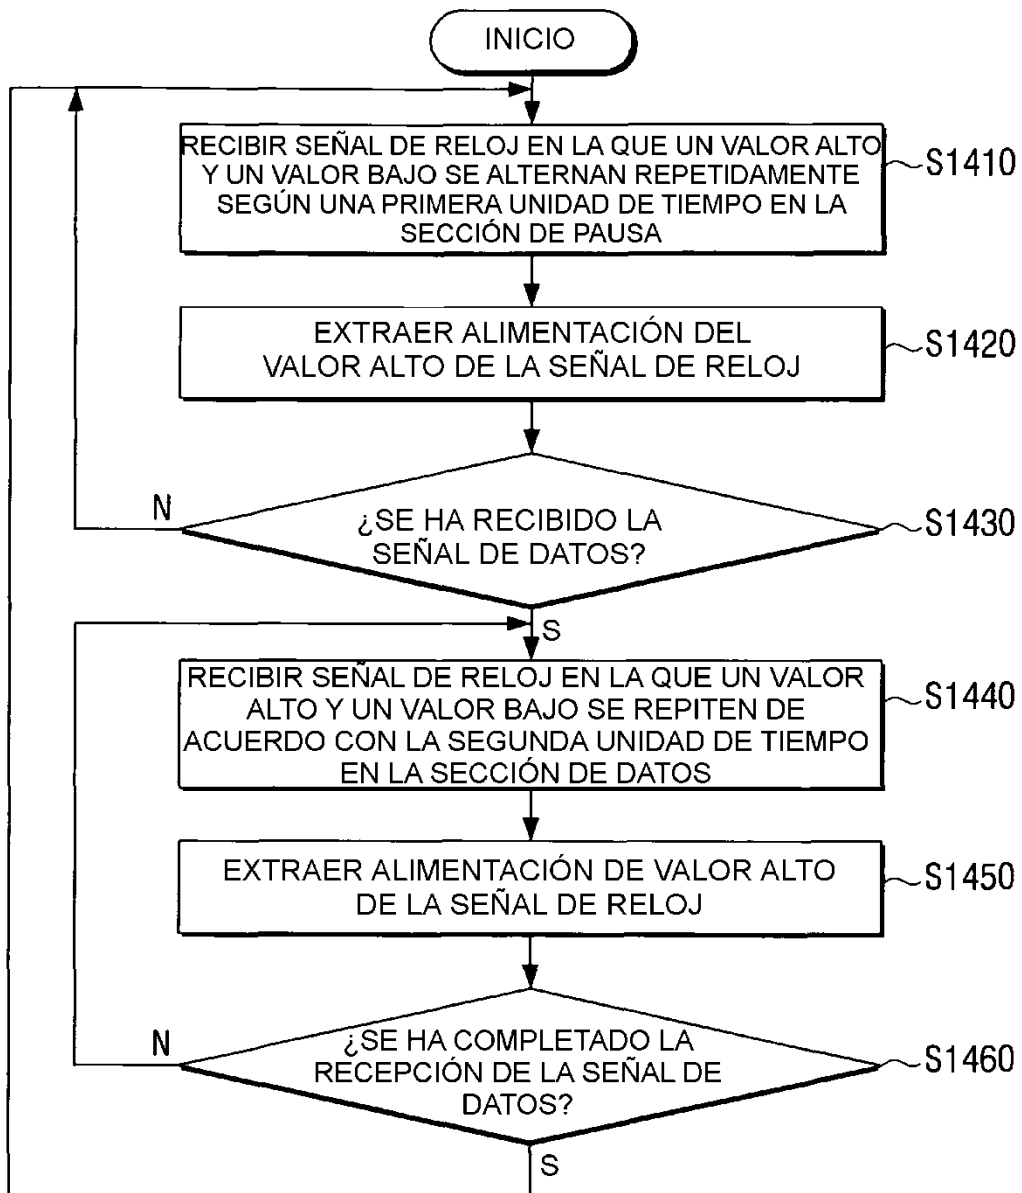 INICIO
RECIBIR SEÑAL DE RELOJ EN LA QUE UN VALOR ALTO
Y UN VALOR BAJO SE ALTERNAN REPETIDAMENTE
SEGÚN UNA PRIMERA UNIDAD DE TIEMPO EN LA
SECCIÓN DE PAUSA
S1410
EXTRAER ALIMENTACIÓN DEL
VALOR ALTO DE LA SEÑAL DE RELOJ
S1420
N
¿SE HA RECIBIDO LA
SEÑAL DE DATOS?
S1430
S
RECIBIR SEÑAL DE RELOJ EN LA QUE UN VALOR
ALTO Y UN VALOR BAJO SE REPITEN DE
ACUERDO CON LA SEGUNDA UNIDAD DE TIEMPO
EN LA SECCIÓN DE DATOS
S1440
EXTRAER ALIMENTACIÓN DE VALOR ALTO
DE LA SEÑAL DE RELOJ
S1450
N
¿SE HA COMPLETADO LA
RECEPCIÓN DE LA SEÑAL DE
DATOS?
S1460
S